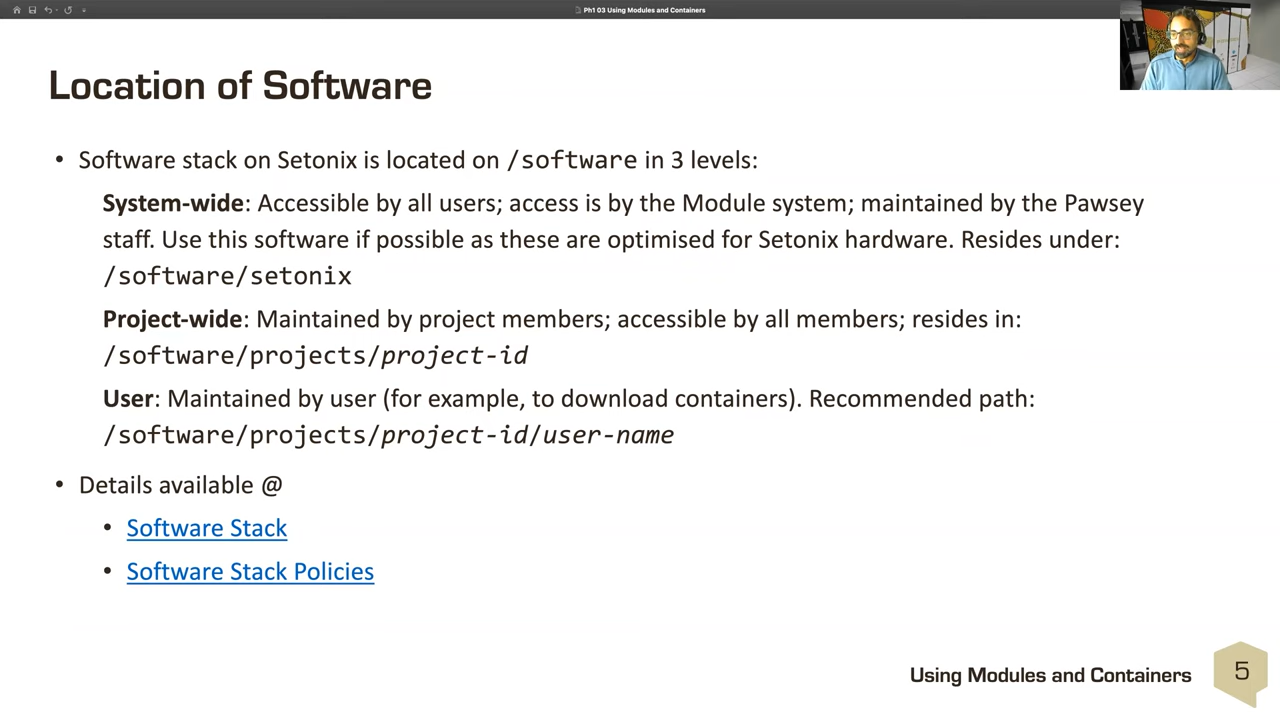 Ph1 03 Using Modules and Containers
Location of Software
• Software stack on Setonix is located on /software in 3 levels:
System-wide: Accessible by all users; access is by the Module system; maintained by the Pawsey
staff. Use this software if possible as these are optimised for Setonix hardware. Resides under:
/software/setonix
Project-wide: Maintained by project members; accessible by all members; resides in:
/software/projects/project-id
User: Maintained by user (for example, to download containers). Recommended path:
/software/projects/project-id/user-name
• Details available @
• Software Stack
• Software Stack Policies
Using Modules and Containers
5